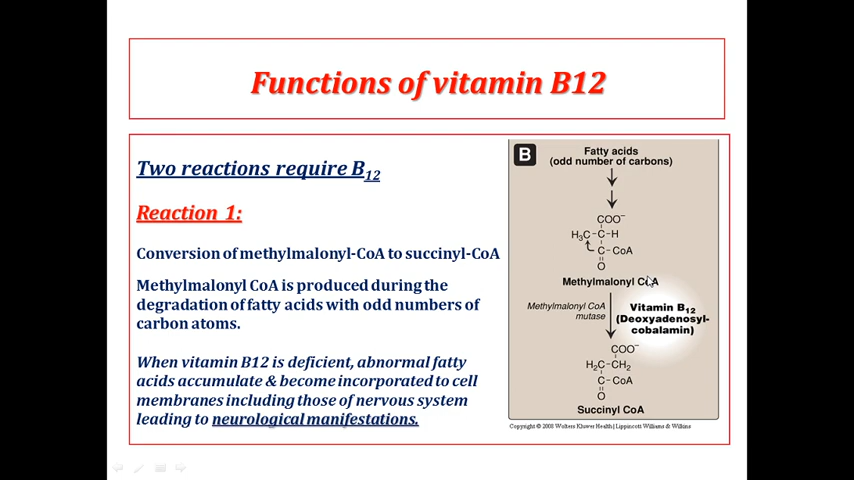 Functions of vitamin B12
Two reactions require B12
Reaction 1:
Conversion of methylmalonyl-CoA to succinyl-CoA
Methylmalonyl CoA is produced during the
degradation of fatty acids with odd numbers of
carbon atoms.
When vitamin B12 is deficient, abnormal fatty
acids accumulate & become incorporated to cell
membranes including those of nervous system
leading to neurological manifestations.
B
Fatty acids
(odd number of carbons)
COO–
H3C–C–H
C–CoA
O
Methylmalonyl CoA
Methylmalonyl CoA
mutase
Vitamin B12
(Deoxyadenosyl-
cobalamin)
COO–
H2C–CH2
C–CoA
O
Succinyl CoA
Copyright © 2008 Wolters Kluwer Health | Lippincott Williams & Wilkins